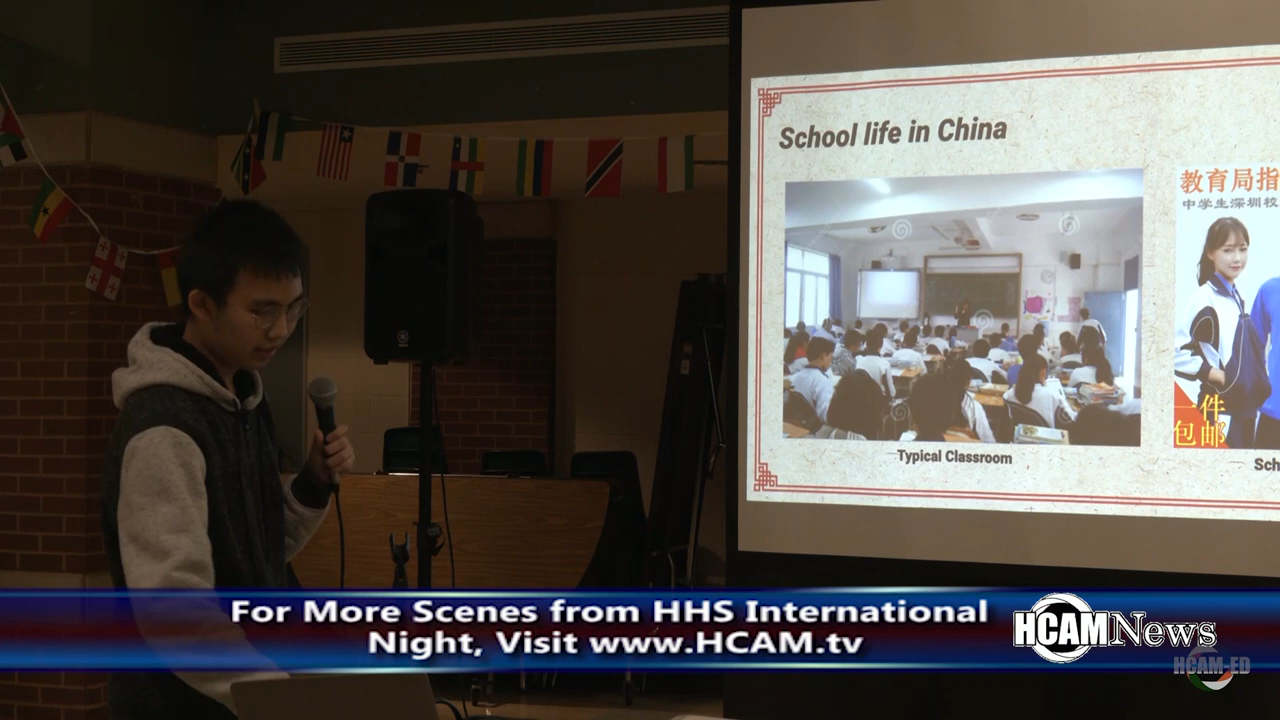 School life in China
教育局指
中学生深圳校
一件
包邮
Typical Classroom
Sch
For More Scenes from HHS International
Night, Visit www.HCAM.tv
HCAMNews
HCAM-ED